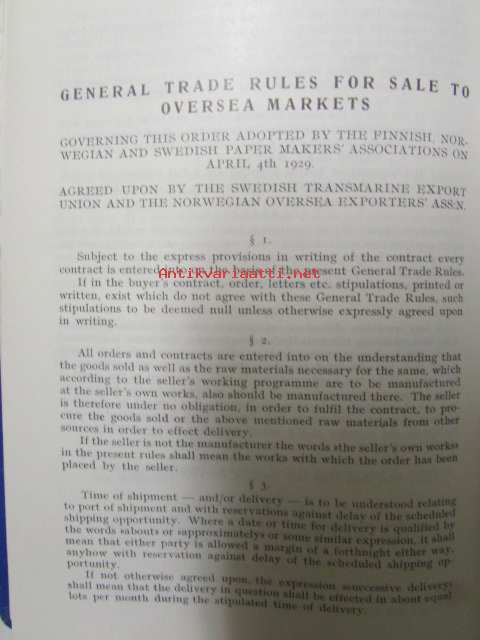 GENERAL TRADE RULES FOR SALE TO
OVERSEA MARKETS
GOVERNING THIS ORDER ADOPTED BY THE FINNISH, NOR-
WEGIAN AND SWEDISH PAPER MAKERS' ASSOCIATIONS ON
APRIL 4th 1929.
AGREED UPON BY THE SWEDISH TRANSMARINE EXPORT
UNION AND THE NORWEGIAN OVERSEA EXPORTERS' ASS:N.
§ 1.
Subject to the express provisions in writing of the contract every
contract is entered into on the basis of the present General Trade Rules.
Antikvariaatti.net
If in the buyer's contract, order, letters etc. stipulations, printed or
written, exist which do not agree with these General Trade Rules, such
stipulations to be deemed null unless otherwise expressly agreed upon
in writing.
§ 2.
All orders and contracts are entered into on the understanding that
the goods sold as well as the raw materials necessary for the same, which
according to the seller's working programme are to be manufactured
at the seller's own works, also should be manufactured there. The seller
is therefore under no obligation, in order to fulfil the contract, to pro-
cure the goods sold or the above mentioned raw materials from other
sources in order to effect delivery.
If the seller is not the manufacturer the words »the seller's own works»
in the present rules shall mean the works with which the order has been
placed by the seller.
§ 3.
Time of shipment — and/or delivery — is to be understood relating
to port of shipment and with reservations against delay of the scheduled
shipping opportunity. Where a date or time for delivery is qualified by
the words »about» or »approximately» or some similar expression, it shall
mean that either party is allowed a margin of a forthnight either way,
anyhow with reservation against delay of the scheduled shipping op-
portunity.
If not otherwise agreed upon, the expression »successive delivery»
shall mean that the delivery in question shall be effected in about equal
lots per month during the stipulated time of delivery.